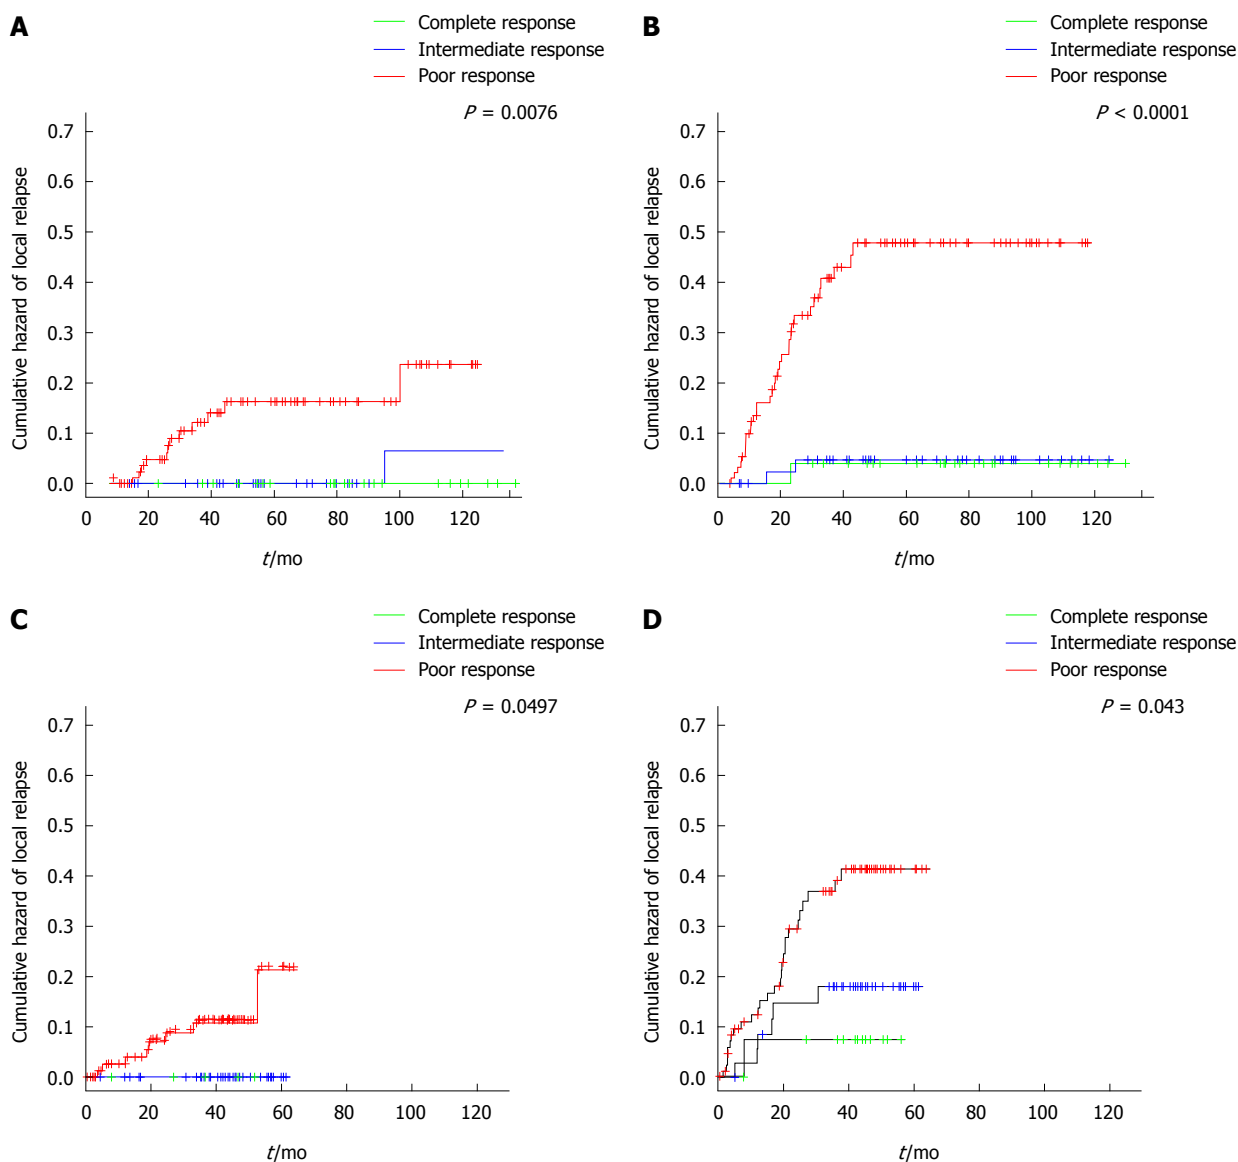 A
Complete response
Intermediate response
Poor response
P = 0.0076
Cumulative hazard of local relapse
0.7
0.6
0.5
0.4
0.3
0.2
0.1
0.0
0 20 40 60 80 100 120
t/mo
B
Complete response
Intermediate response
Poor response
P < 0.0001
Cumulative hazard of local relapse
0.7
0.6
0.5
0.4
0.3
0.2
0.1
0.0
0 20 40 60 80 100 120
t/mo
C
Complete response
Intermediate response
Poor response
P = 0.0497
Cumulative hazard of local relapse
0.7
0.6
0.5
0.4
0.3
0.2
0.1
0.0
0 20 40 60 80 100 120
t/mo
D
Complete response
Intermediate response
Poor response
P = 0.043
Cumulative hazard of local relapse
0.7
0.6
0.5
0.4
0.3
0.2
0.1
0.0
0 20 40 60 80 100 120
t/mo